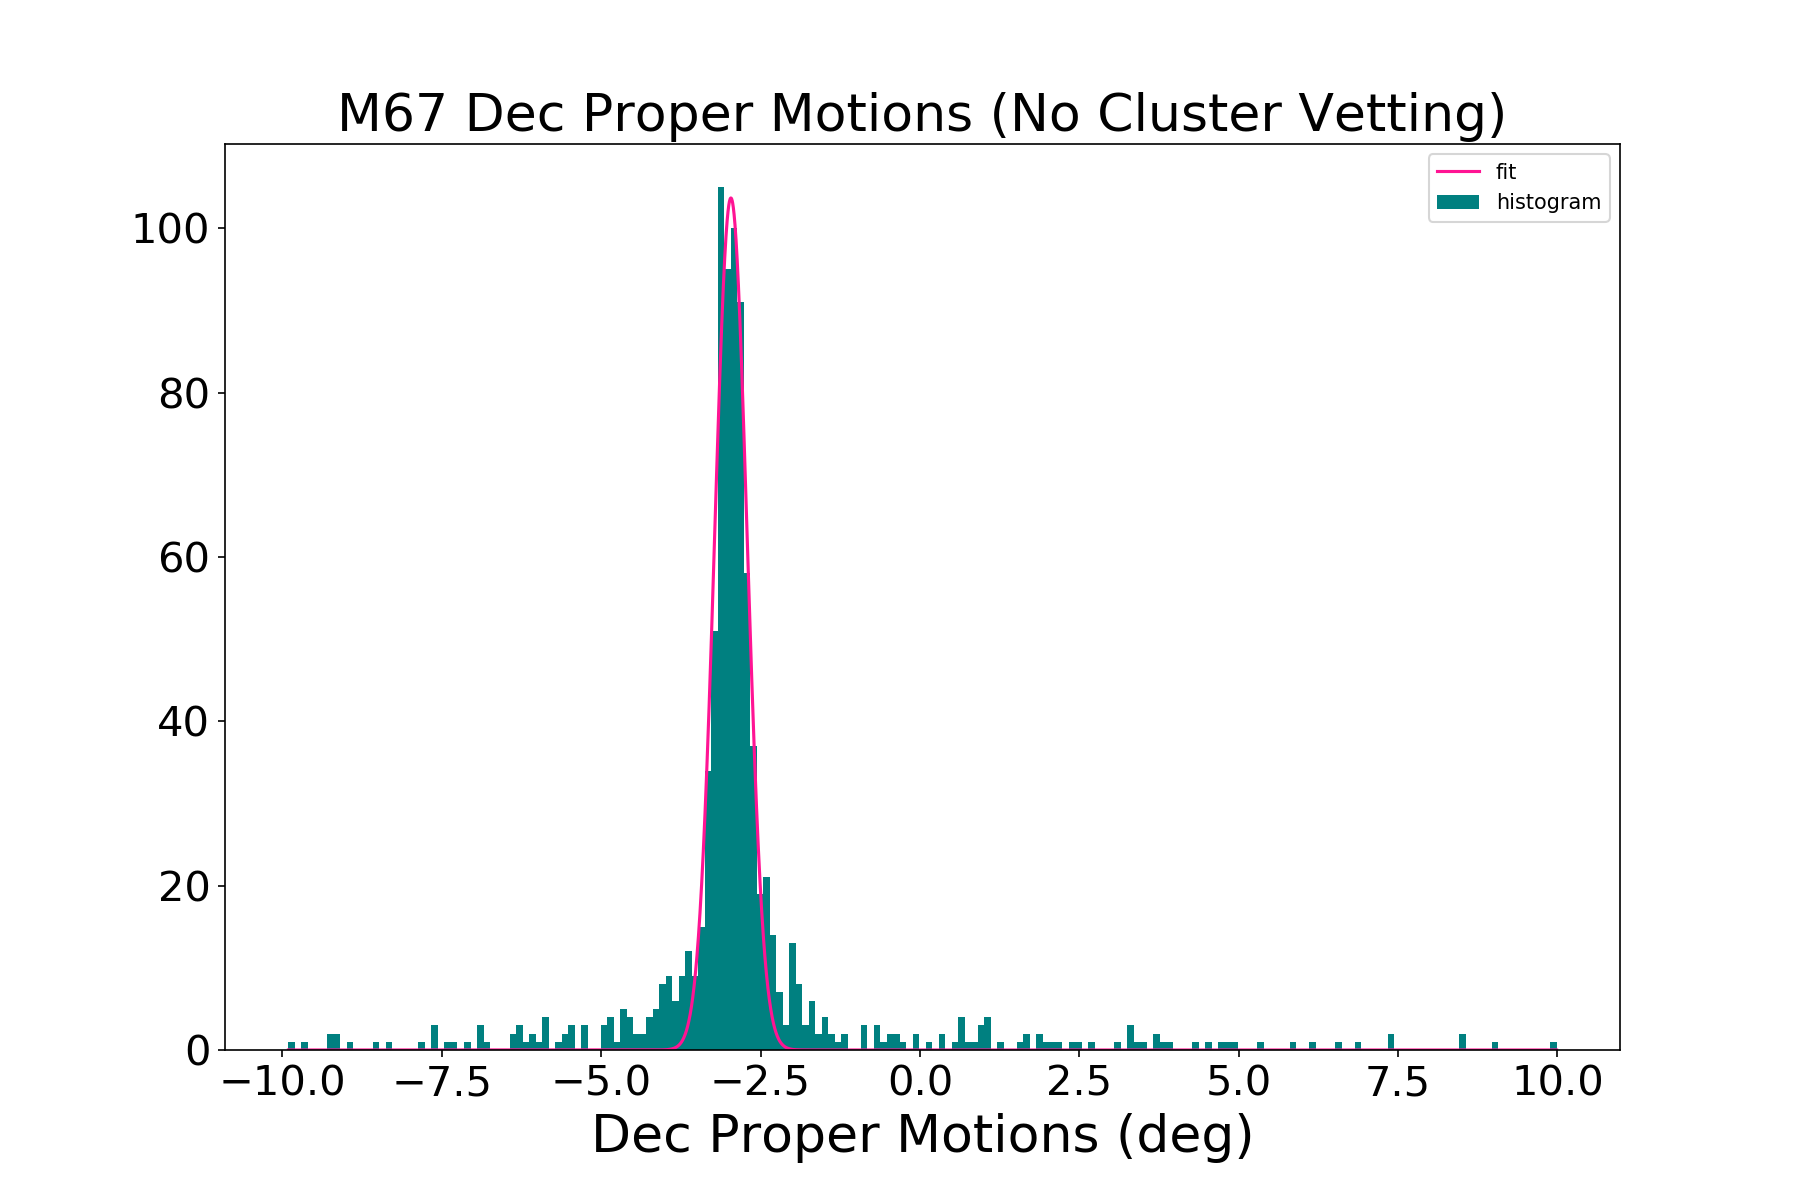 M67 Dec Proper Motions (No Cluster Vetting)
fit
histogram
100
80
60
40
20
0
−10.0 −7.5 −5.0 −2.5 0.0 2.5 5.0 7.5 10.0
Dec Proper Motions (deg)